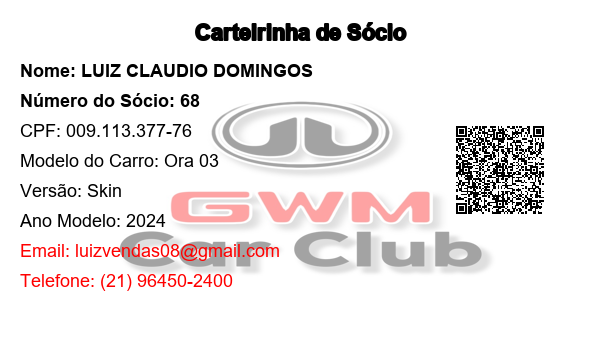 Carteirinha de Sócio
Nome: LUIZ CLAUDIO DOMINGOS
Número do Sócio: 68
CPF: 009.113.377-76
Modelo do Carro: Ora 03
Versão: Skin
GWM
Ano Modelo: 2024
Car Club
Email: luizvendas08@gmail.com
Telefone: (21) 96450-2400